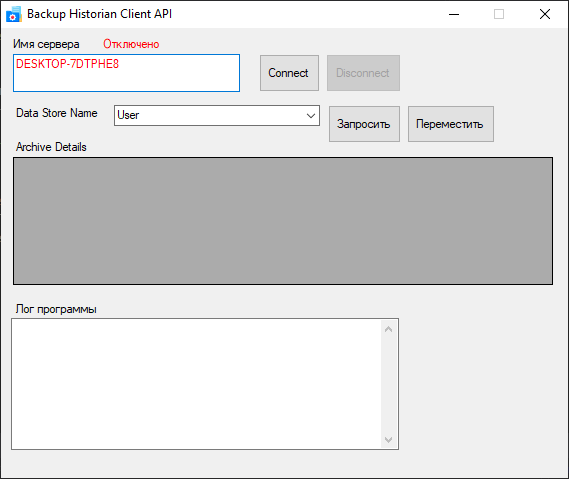 Backup Historian Client API
Имя сервера Отключено
DESKTOP-7DTPHE8 Connect Disconnect
Data Store Name User Запросить Переместить
Archive Details
Лог программы